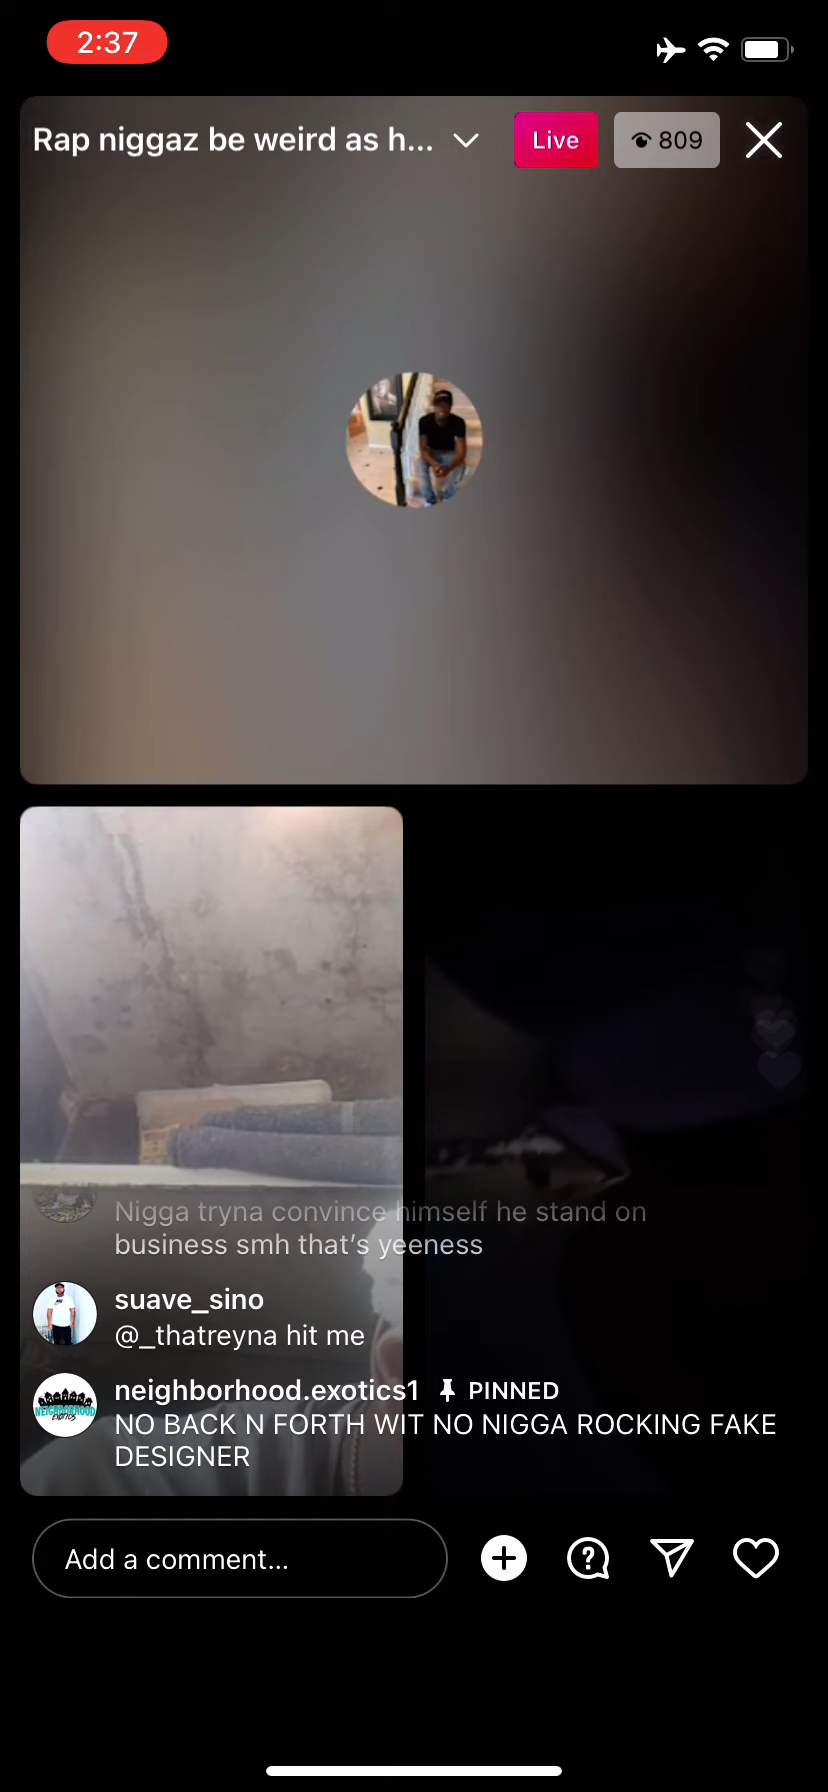 2:37
Rap niggaz be weird as h...
Live
809
Nigga tryna convince himself he stand on
business smh that's yeeness
suave_sino
@_thatreyna hit me
neighborhood.exotics1 PINNED
NEIGHBORHOOD
EXOTICS
NO BACK N FORTH WIT NO NIGGA ROCKING FAKE
DESIGNER
Add a comment...